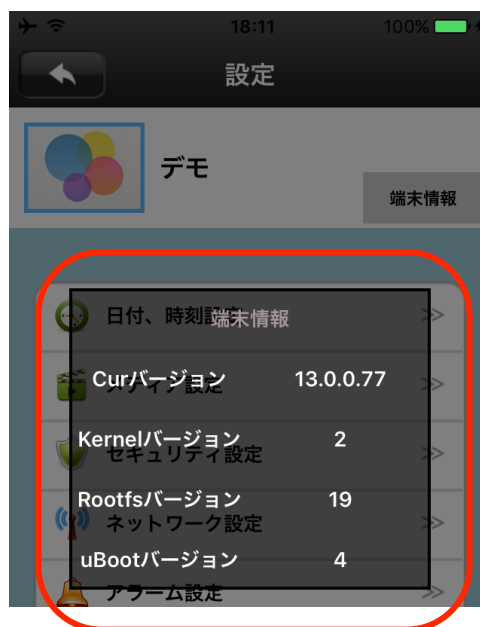 18:11
100%
設定
デモ
端末情報
日付、時刻設定
端末情報
Curバージョン 13.0.0.77
メディア設定
Kernelバージョン 2
セキュリティ設定
Rootfsバージョン 19
ネットワーク設定
uBootバージョン 4
アラーム設定